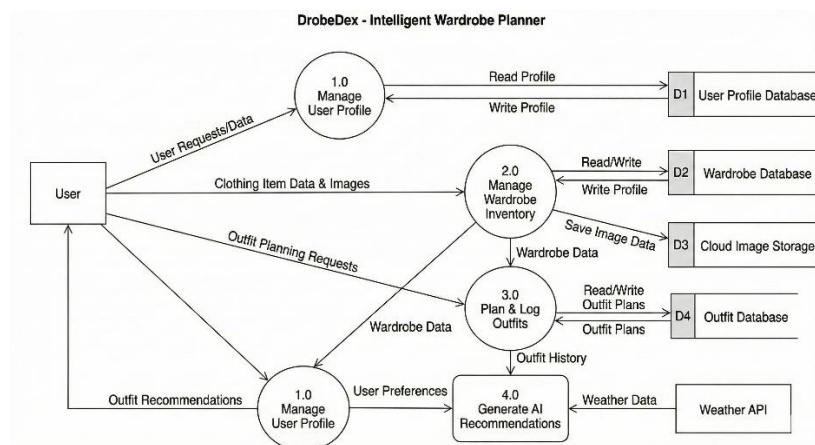 DrobeDex - Intelligent Wardrobe Planner
1.0
Manage
User Profile
Read Profile
Write Profile
D1 User Profile Database
User Requests/Data
User
Clothing Item Data & Images
2.0
Manage
Wardrobe
Inventory
Read/Write
Write Profile
D2 Wardrobe Database
Save Image Data
D3 Cloud Image Storage
Outfit Planning Requests
Wardrobe Data
3.0
Plan & Log
Outfits
Read/Write
Outfit Plans
Outfit Plans
D4 Outfit Database
Wardrobe Data
Outfit History
Outfit Recommendations
1.0
Manage
User Profile
User Preferences
4.0
Generate AI
Recommendations
Weather Data
Weather API